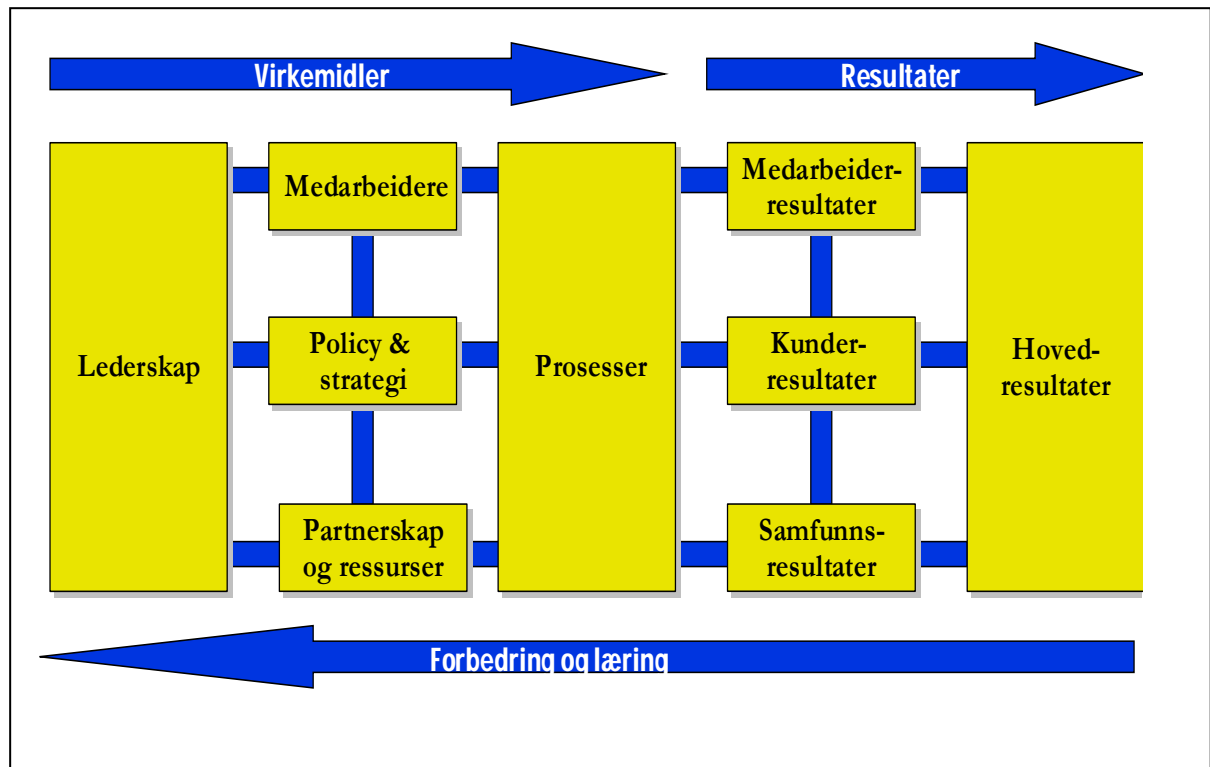 Virkemidler
Resultater
Lederskap
Medarbeidere
Policy &
strategi
Partnerskap
og ressurser
Prosesser
Medarbeider-
resultater
Kunder-
resultater
Samfunns-
resultater
Hoved-
resultater
Forbedring og læring